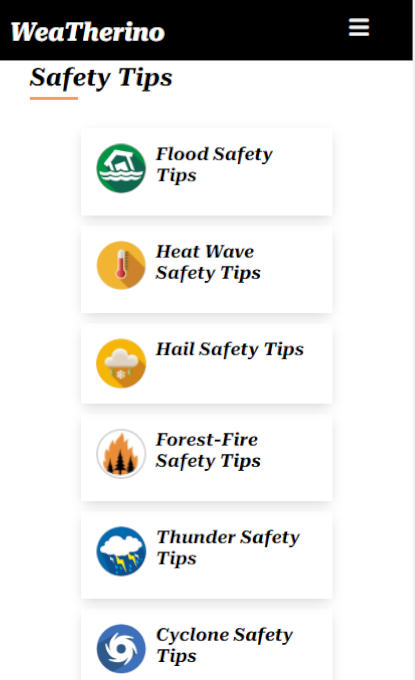 WeaTherino
Safety Tips
Flood Safety
Tips
Heat Wave
Safety Tips
Hail Safety Tips
Forest-Fire
Safety Tips
Thunder Safety
Tips
Cyclone Safety
Tips